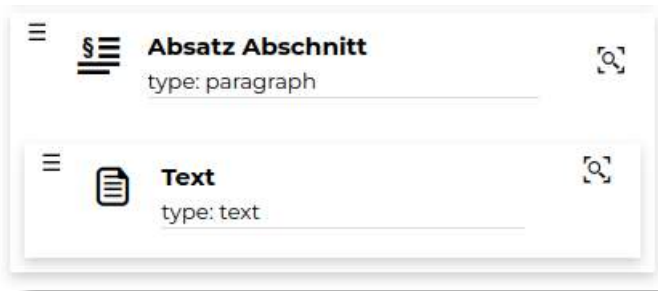 Absatz Abschnitt
type: paragraph
Text
type: text